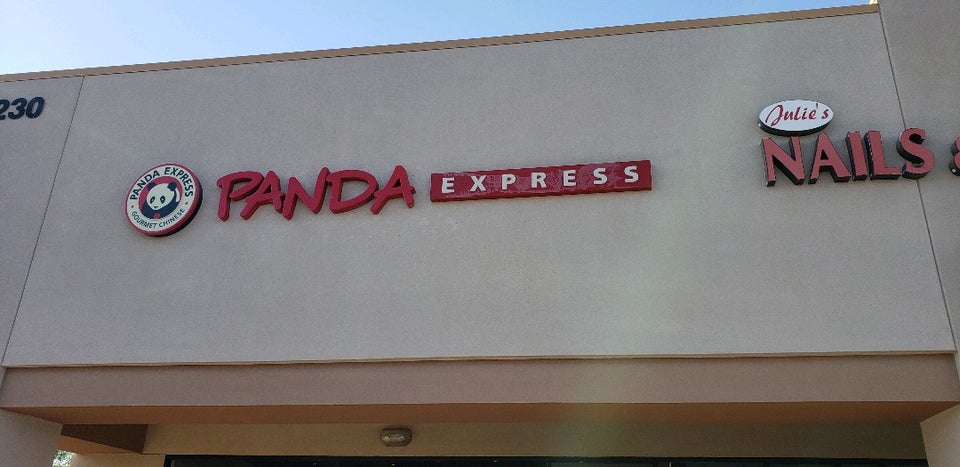 230
PANDA EXPRESS
GOURMET CHINESE
PANDA EXPRESS
Julie's
NAILS &